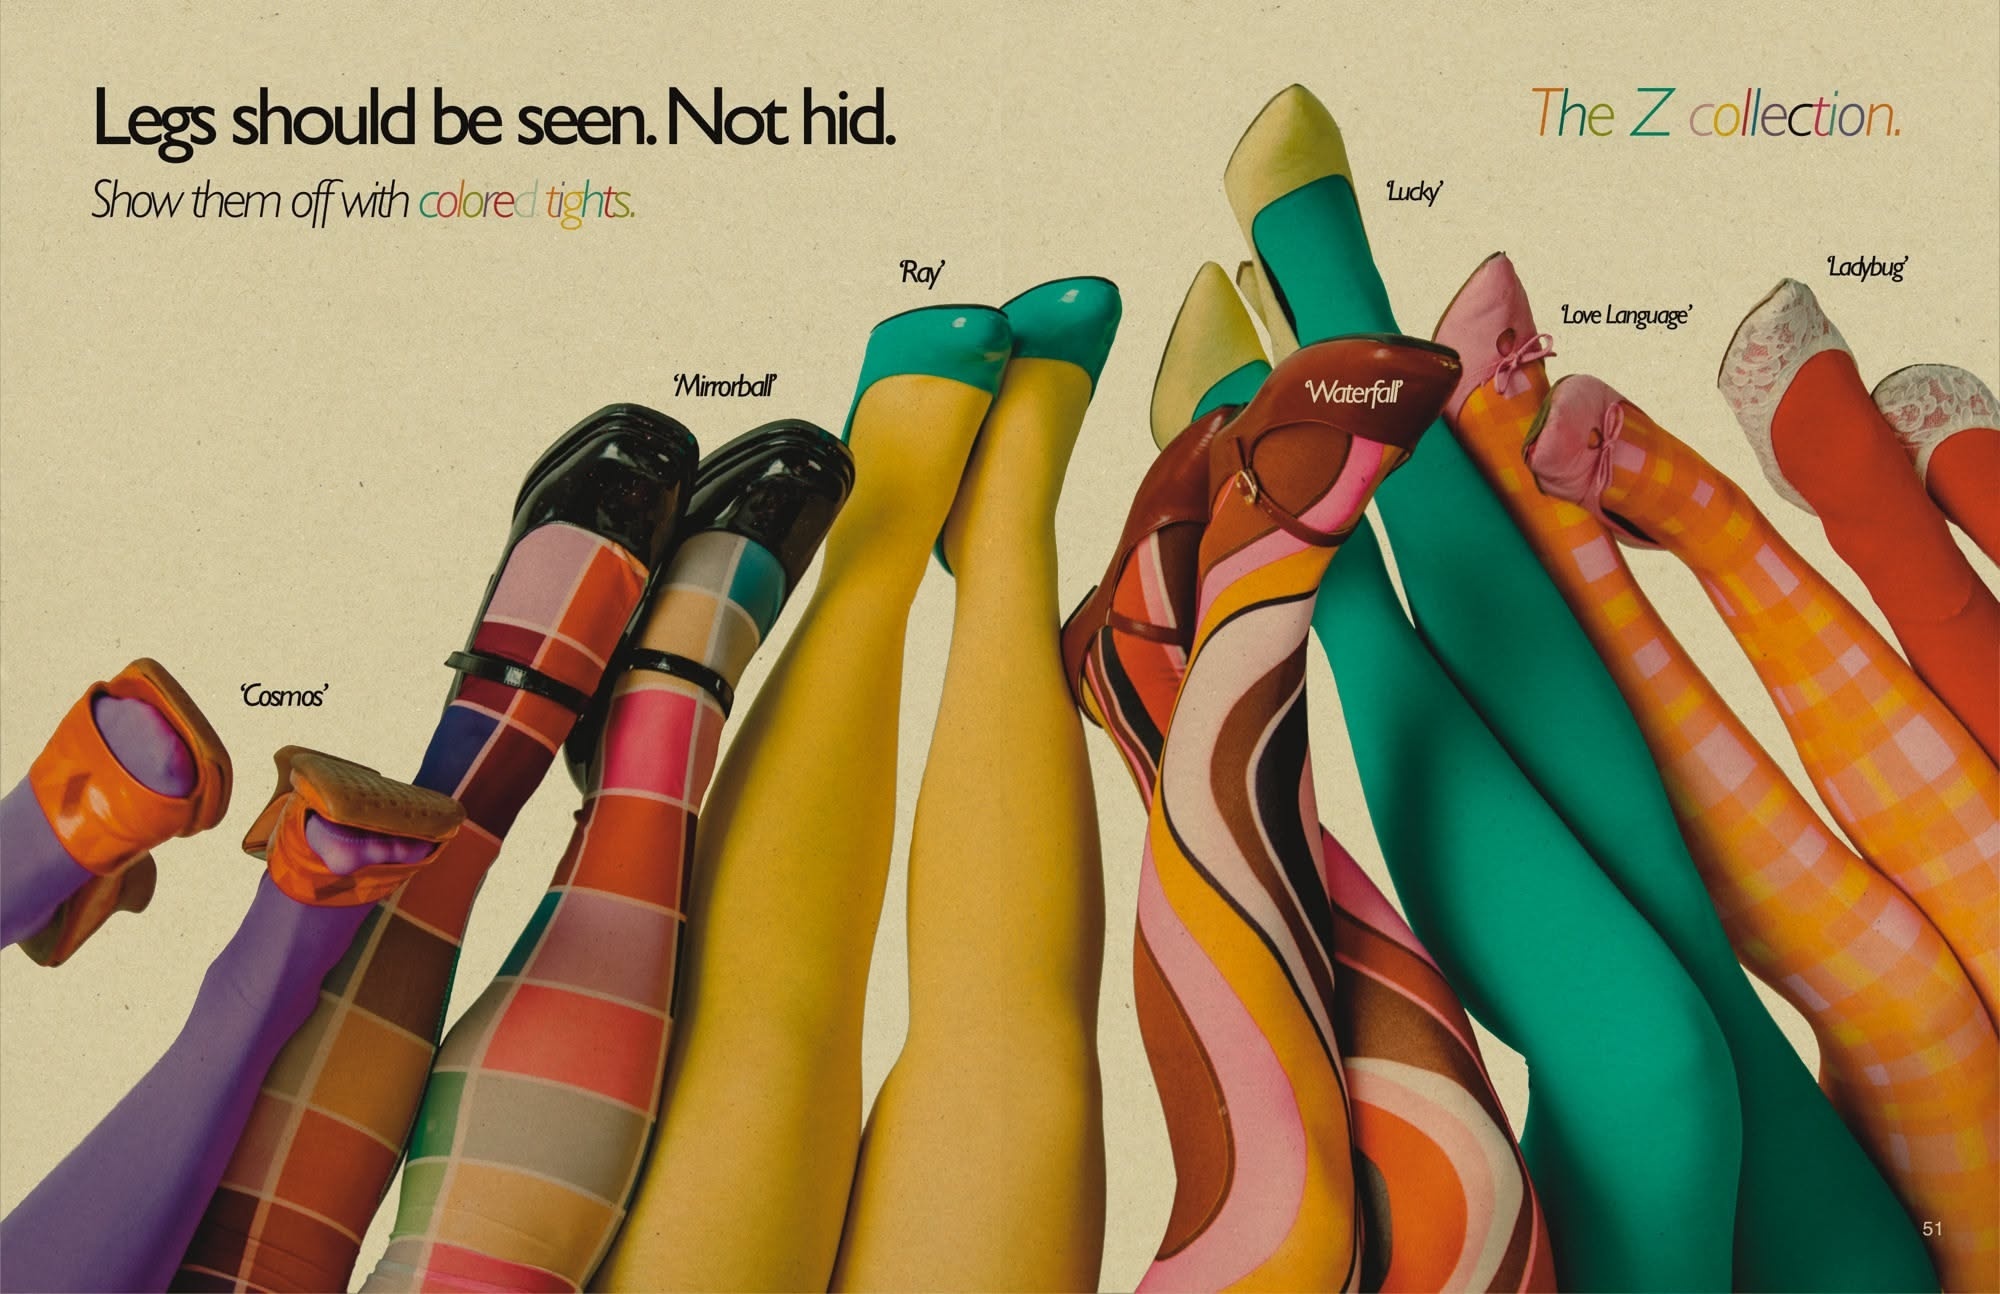 Legs should be seen. Not hid.
Show them off with colored tights.
The Z collection.
'Lucky'
'Ladybug'
'Ray'
'Love Language'
'Mirrorball'
'Waterfall'
'Cosmos'
51